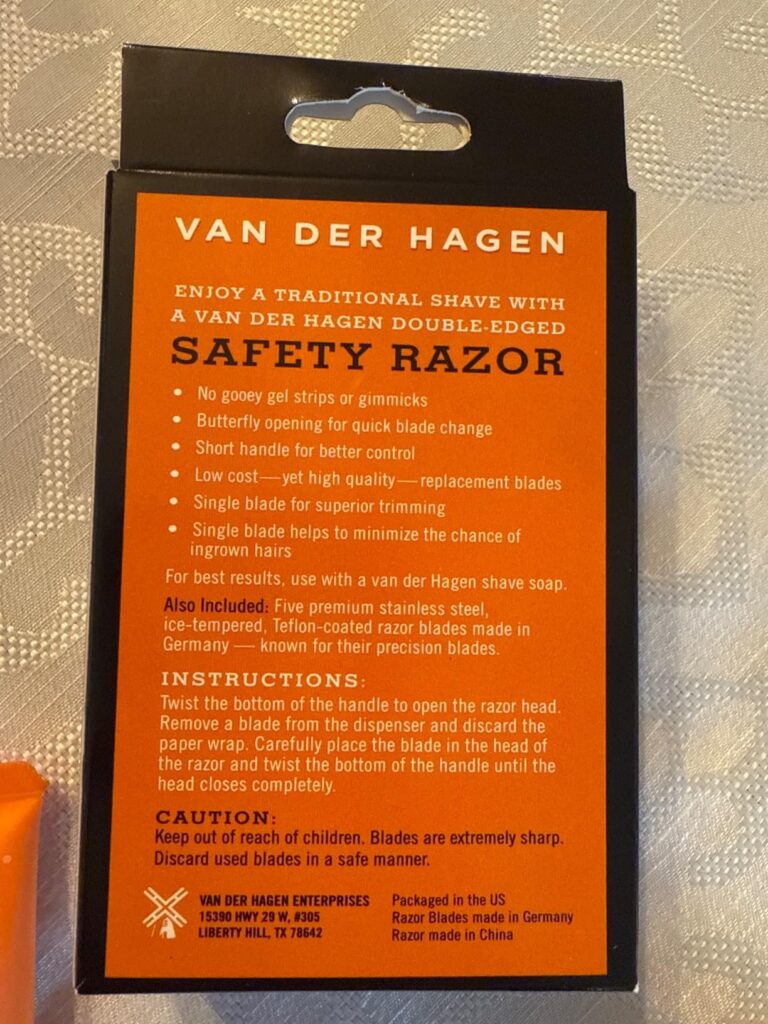 VAN DER HAGEN
ENJOY A TRADITIONAL SHAVE WITH
A VAN DER HAGEN DOUBLE-EDGED
SAFETY RAZOR
• No gooey gel strips or gimmicks
• Butterfly opening for quick blade change
• Short handle for better control
• Low cost—yet high quality—replacement blades
• Single blade for superior trimming
• Single blade helps to minimize the chance of
ingrown hairs
For best results, use with a van der Hagen shave soap.
Also Included: Five premium stainless steel,
ice-tempered, Teflon-coated razor blades made in
Germany — known for their precision blades.
INSTRUCTIONS:
Twist the bottom of the handle to open the razor head.
Remove a blade from the dispenser and discard the
paper wrap. Carefully place the blade in the head of
the razor and twist the bottom of the handle until the
head closes completely.
CAUTION:
Keep out of reach of children. Blades are extremely sharp.
Discard used blades in a safe manner.
VAN DER HAGEN ENTERPRISES
15390 HWY 29 W, #305
LIBERTY HILL, TX 78642
Packaged in the US
Razor Blades made in Germany
Razor made in China